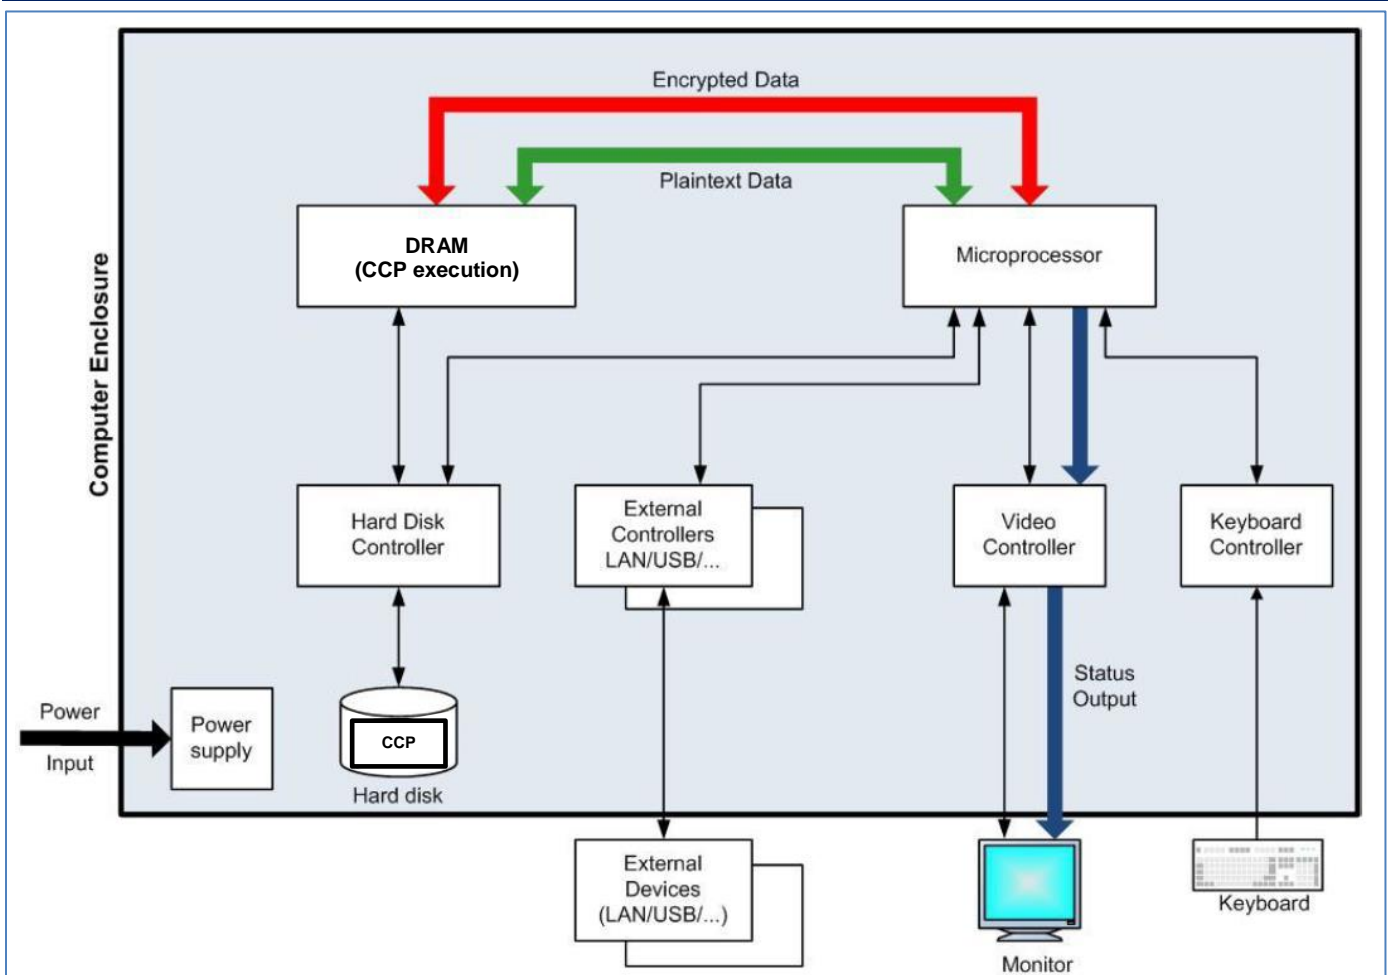 Encrypted Data
Plaintext Data
DRAM
(CCP execution)
Microprocessor
Computer Enclosure
Hard Disk
Controller
External
Controllers
LAN/USB/...
Video
Controller
Keyboard
Controller
Status
Output
Power
Input
Power
supply
CCP
Hard disk
External
Devices
(LAN/USB/...)
Monitor
Keyboard